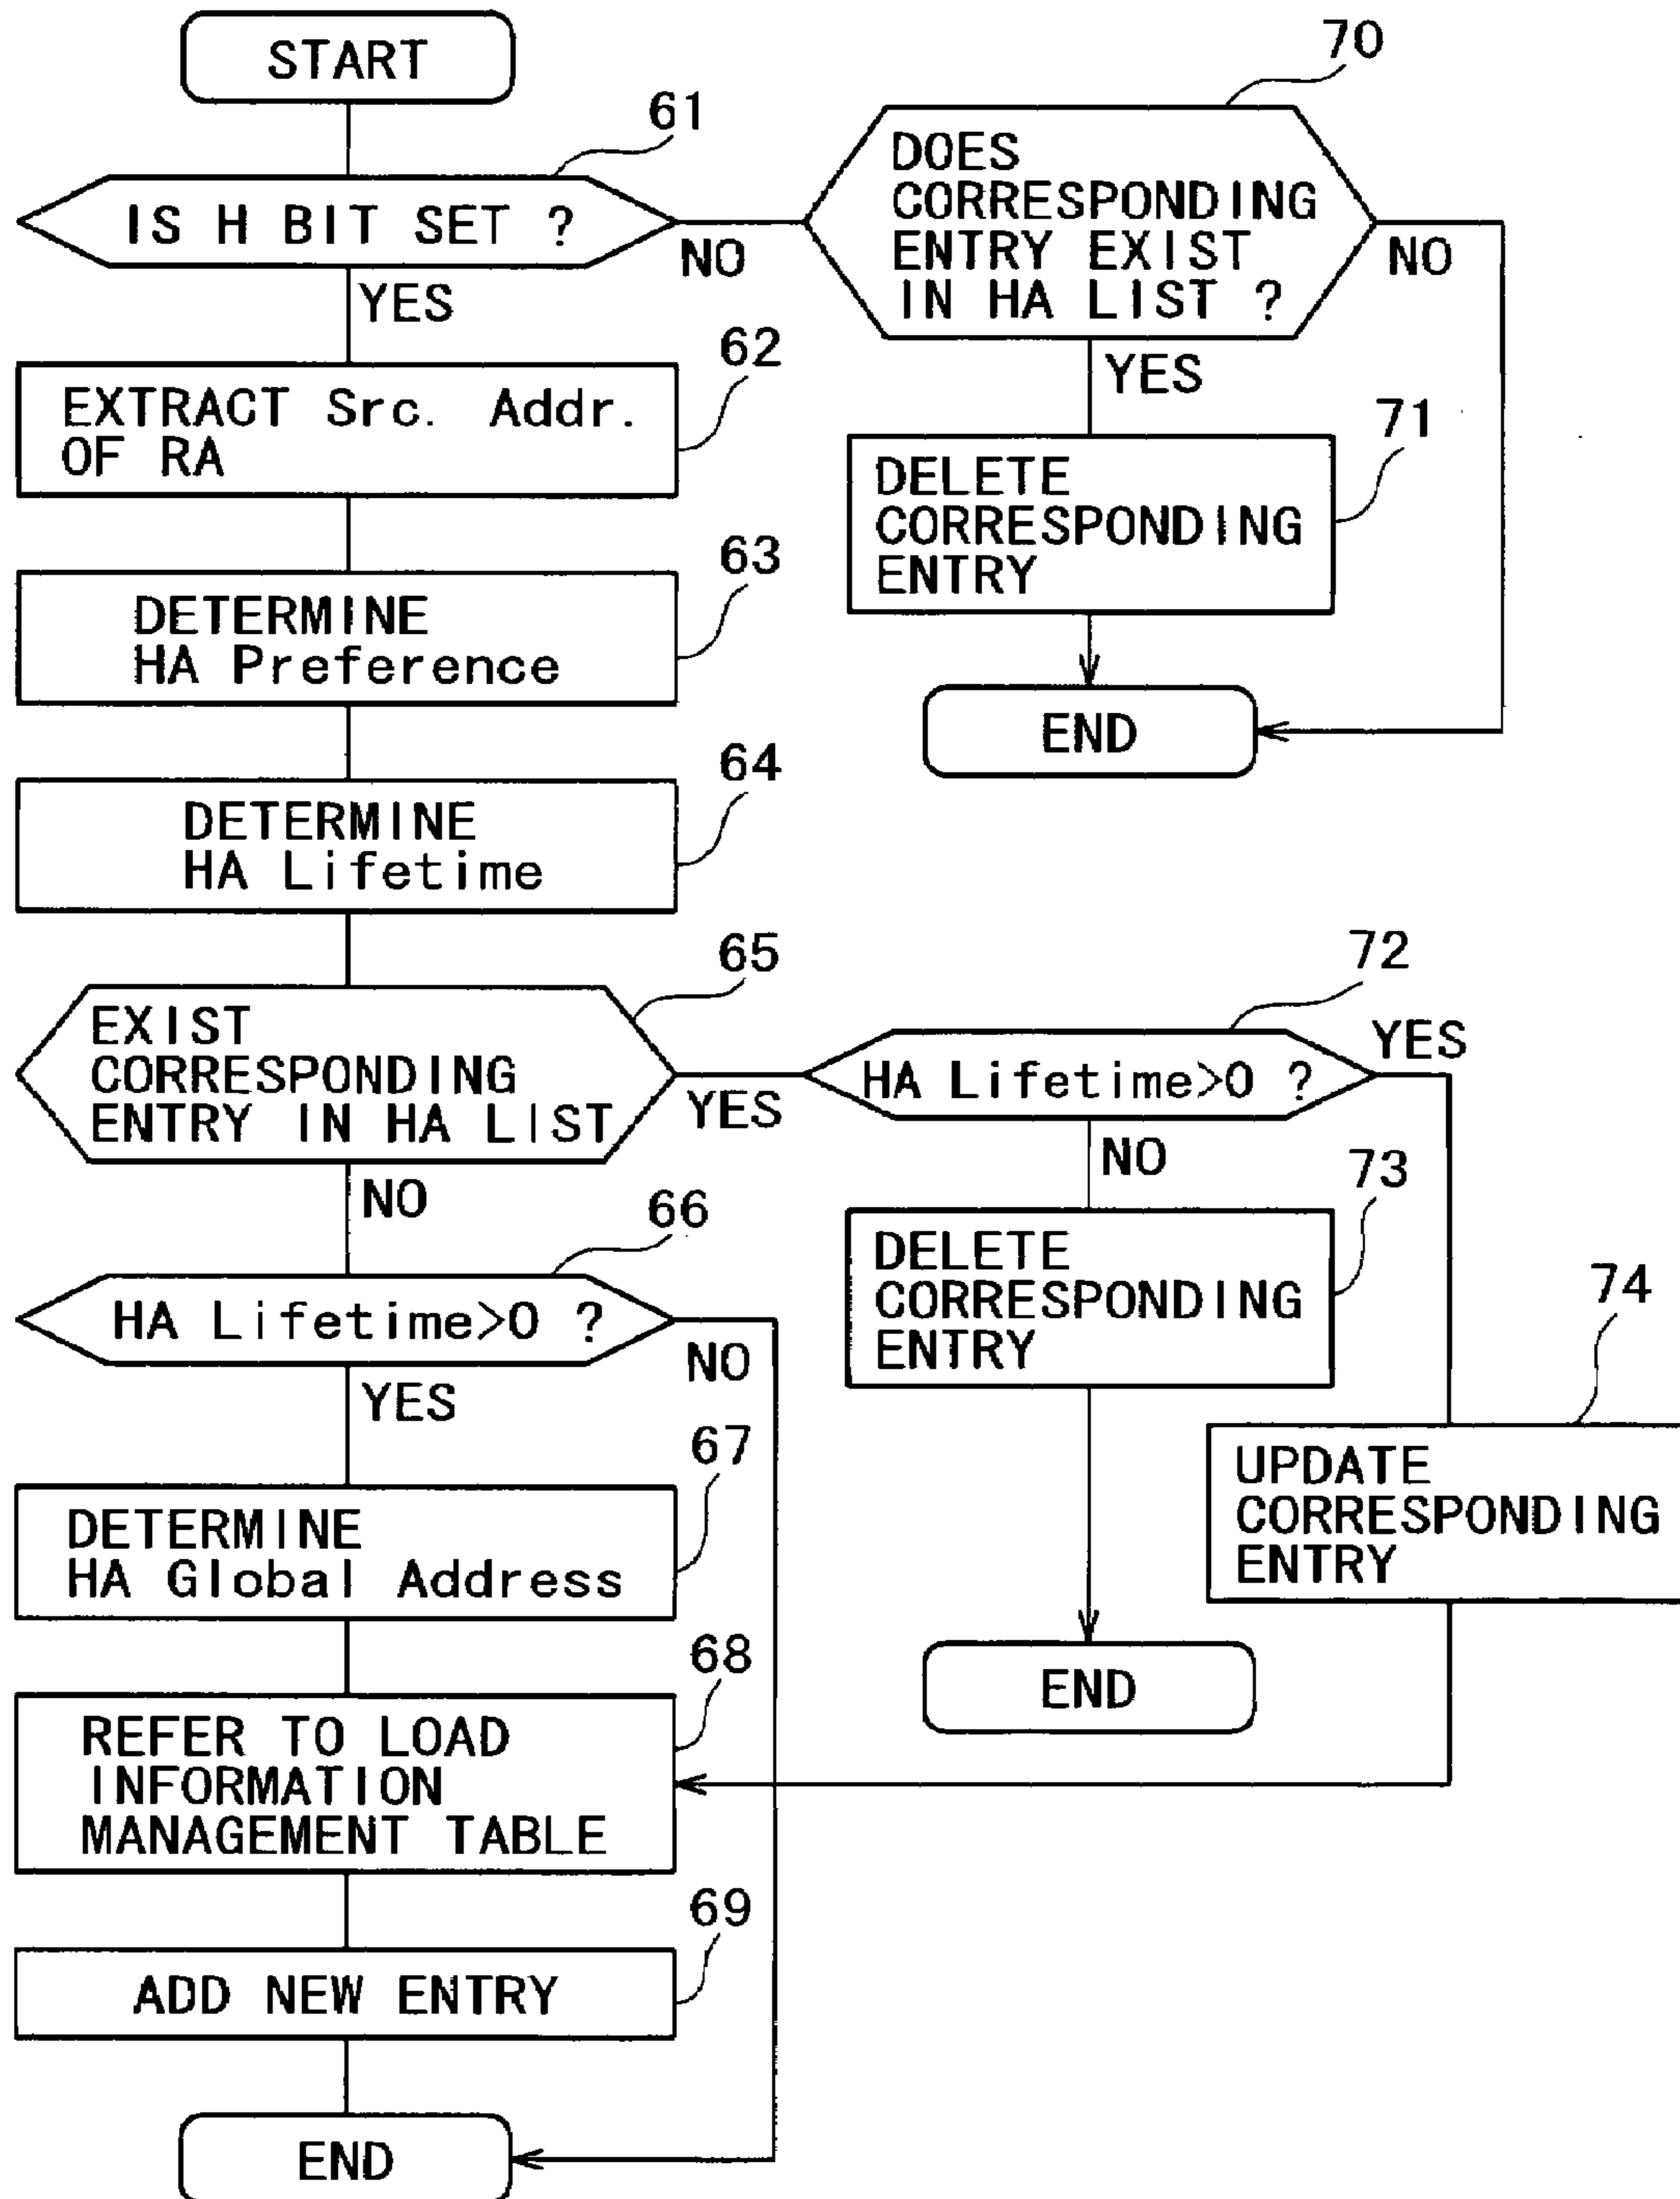 START
61
IS H BIT SET ?
NO
YES
70
DOES
CORRESPONDING
ENTRY EXIST
IN HA LIST ?
NO
YES
62
EXTRACT Src. Addr.
OF RA
71
DELETE
CORRESPONDING
ENTRY
END
63
DETERMINE
HA Preference
64
DETERMINE
HA Lifetime
65
EXIST
CORRESPONDING
ENTRY IN HA LIST
YES
NO
72
HA Lifetime>0 ?
YES
NO
73
DELETE
CORRESPONDING
ENTRY
END
74
UPDATE
CORRESPONDING
ENTRY
66
HA Lifetime>0 ?
NO
YES
67
DETERMINE
HA Global Address
68
REFER TO LOAD
INFORMATION
MANAGEMENT TABLE
69
ADD NEW ENTRY
END